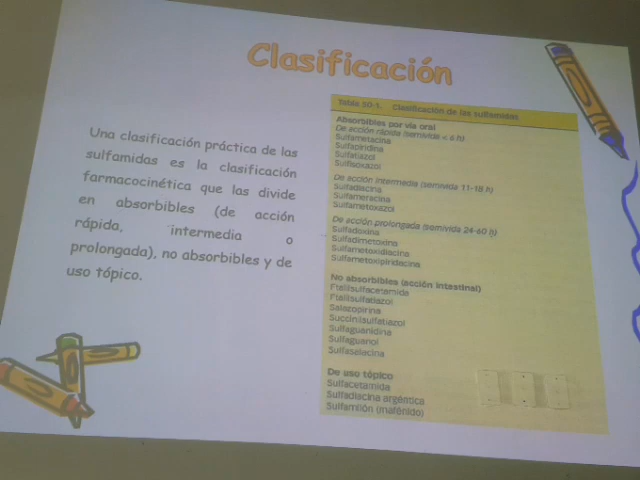 Clasificación
Una clasificación práctica de las
sulfamidas es la clasificación
farmacocinética que las divide
en absorbibles (de acción
rápida, intermedia o
prolongada), no absorbibles y de
uso tópico.
Tabla 50-1. Clasificación de las sulfamidas
Absorbibles por vía oral
De acción rápida (semivida < 6 h)
Sulfametacina
Sulfapiridina
Sulfatiazol
Sulfisoxazol
De acción intermedia (semivida 11-18 h)
Sulfadiacina
Sulfameracina
Sulfametoxazol
De acción prolongada (semivida 24-60 h)
Sulfadoxina
Sulfadimetoxina
Sulfametoxidiacina
Sulfametoxipiridacina
No absorbibles (acción intestinal)
Ftalilsulfacetamida
Ftalilsulfatiazol
Salazopirina
Succinilsulfatiazol
Sulfaguanidina
Sulfaguanol
Sulfasalacina
De uso tópico
Sulfacetamida
Sulfadiacina argéntica
Sulfamilón (mafénido)